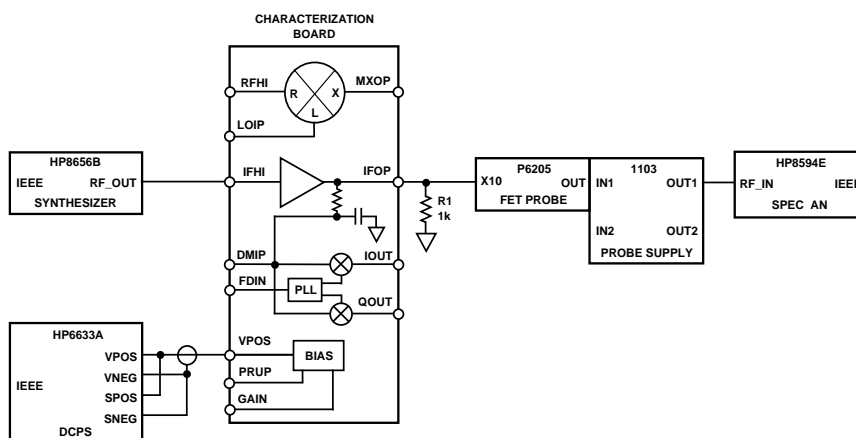 CHARACTERIZATION
BOARD
RFHI
MXOP
R
X
L
LOIP
HP8656B
IEEE
RF_OUT
SYNTHESIZER
IFHI
IFOP
R1
1k
P6205
X10
OUT
FET PROBE
1103
IN1
OUT1
IN2
OUT2
PROBE SUPPLY
HP8594E
RF_IN
IEEE
SPEC AN
DMIP
IOUT
FDIN
PLL
QOUT
HP6633A
VPOS
IEEE
VNEG
SPOS
SNEG
DCPS
VPOS
BIAS
PRUP
GAIN